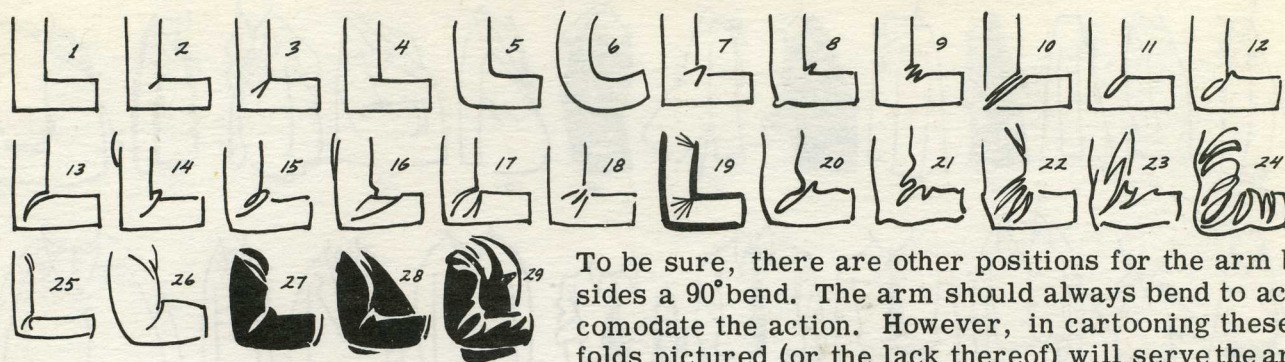 1 2 3 4 5 6 7 8 9 10 11 12
13 14 15 16 17 18 19 20 21 22 23 24
25 26 27 28 29
To be sure, there are other positions for the arm b
sides a 90° bend. The arm should always bend to ac
comodate the action. However, in cartooning these
folds pictured (or the lack thereof) will serve the a